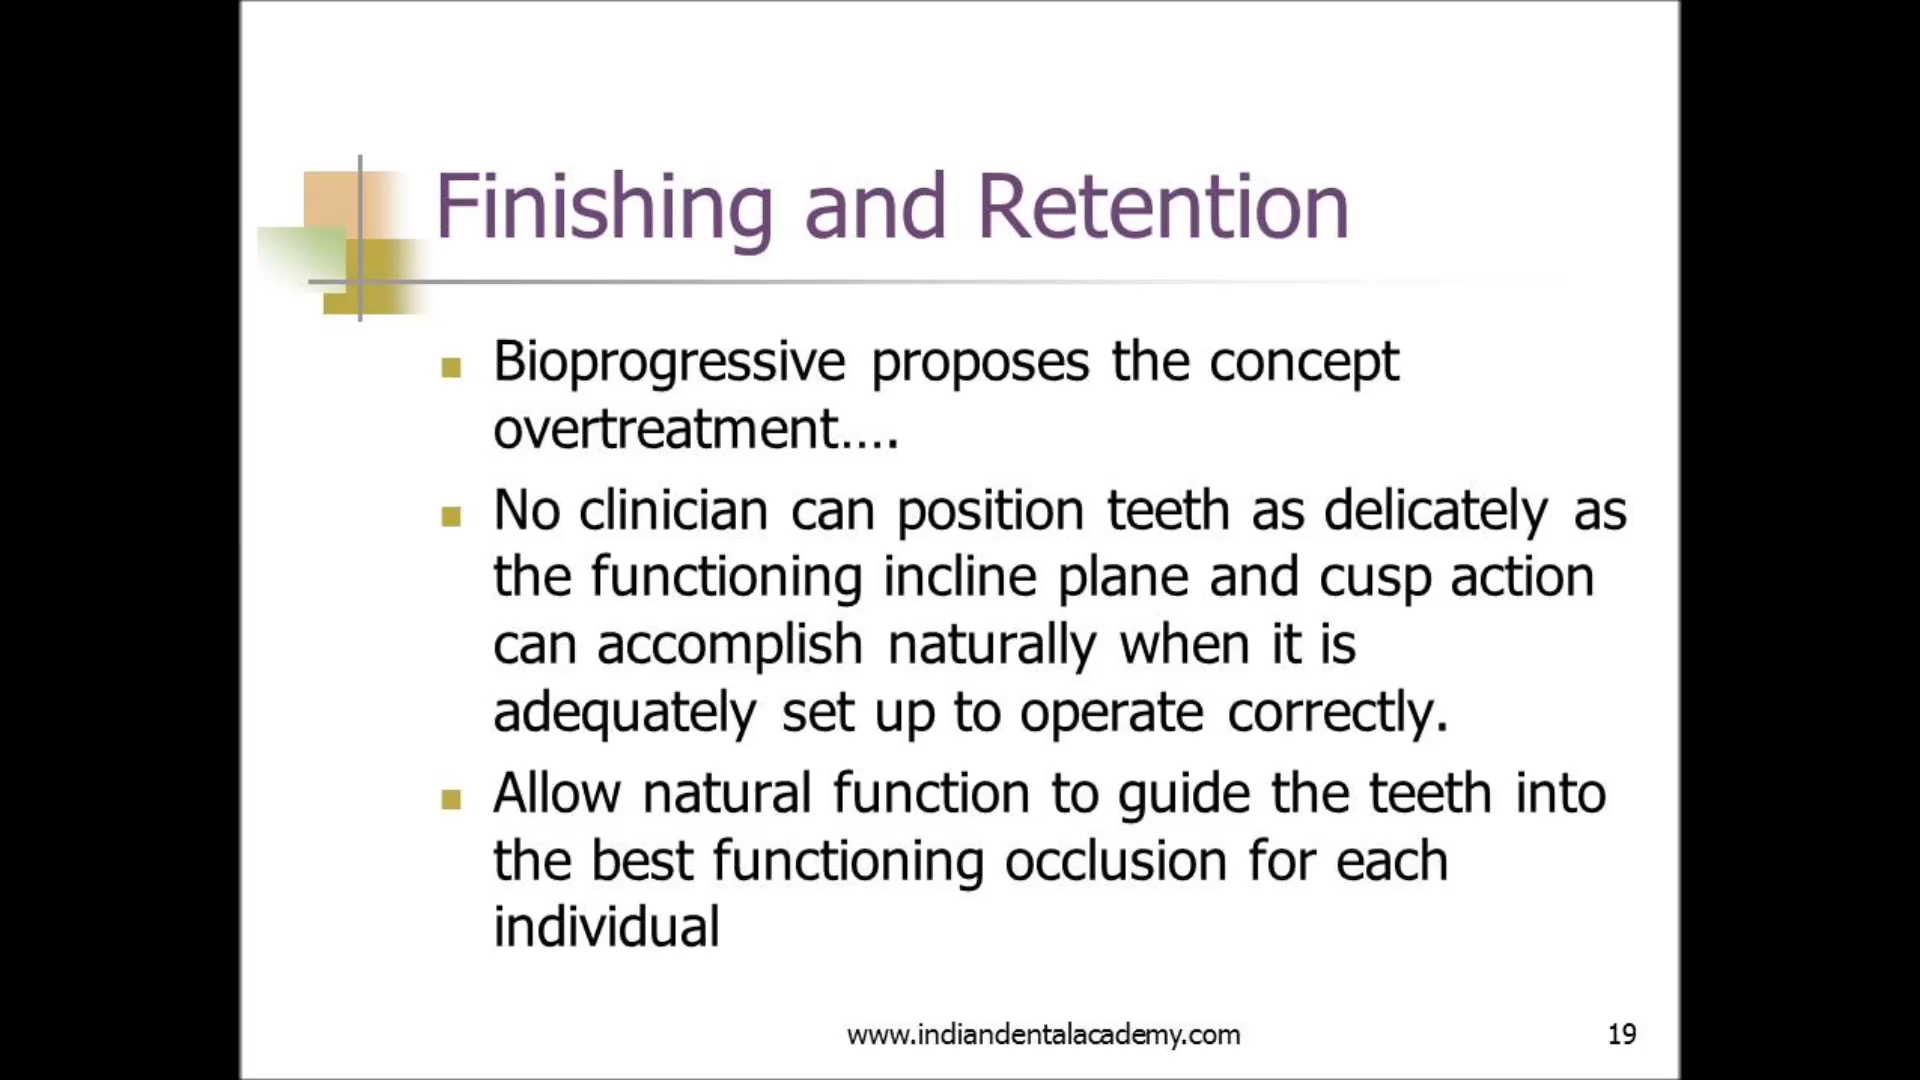 Finishing and Retention
Bioprogressive proposes the concept
overtreatment....
No clinician can position teeth as delicately as
the functioning incline plane and cusp action
can accomplish naturally when it is
adequately set up to operate correctly.
Allow natural function to guide the teeth into
the best functioning occlusion for each
individual
www.indiandentalacademy.com
19